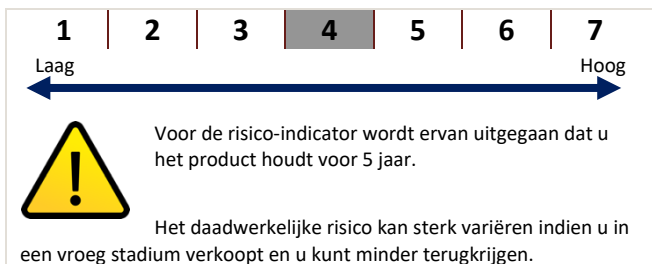 1 2 3 4 5 6 7
Laag Hoog
Voor de risico-indicator wordt ervan uitgegaan dat u
het product houdt voor 5 jaar.
Het daadwerkelijke risico kan sterk variëren indien u in
een vroeg stadium verkoopt en u kunt minder terugkrijgen.